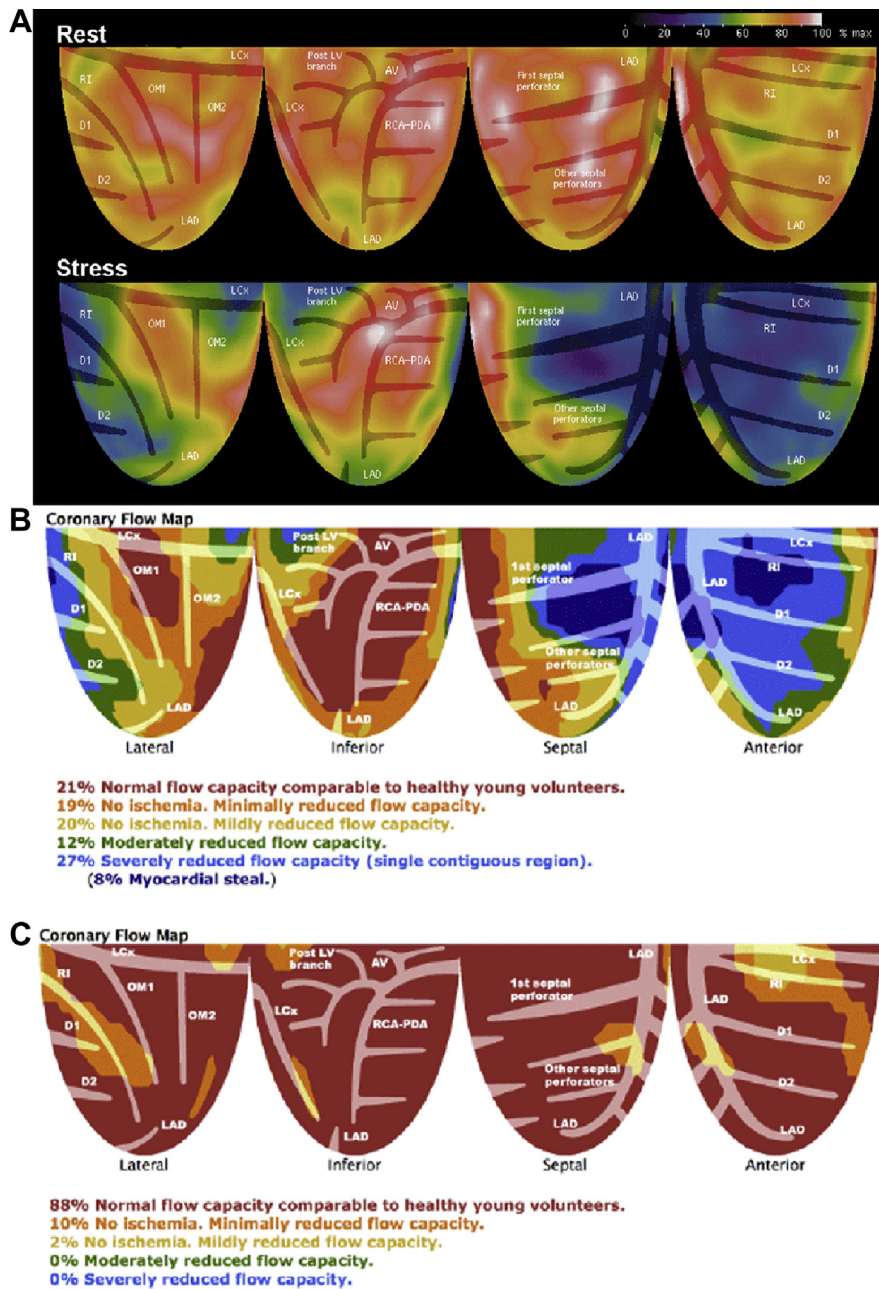 A
Rest
0 20 40 60 80 100 % max
RI
LCx
OM1
OM2
D1
D2
LAD
Post LV
branch
AV
LCx
RCA-PDA
LAD
LAD
First septal
perforator
Other septal
perforators
LCx
RI
D1
D2
LAD
Stress
RI
LCx
OM1
OM2
D1
D2
LAD
Post LV
branch
AV
LCx
RCA-PDA
LAD
LAD
First septal
perforator
Other septal
perforators
LCx
RI
D1
D2
LAD
B
Coronary Flow Map
LCx
RI
OM1
OM2
D1
D2
LAD
Post LV
branch
AV
LCx
RCA-PDA
LAD
LAD
1st septal
perforator
Other septal
perforators
LAD
LCx
RI
LAD
D1
D2
LAD
Lateral Inferior Septal Anterior
21% Normal flow capacity comparable to healthy young volunteers.
19% No ischemia. Minimally reduced flow capacity.
20% No ischemia. Mildly reduced flow capacity.
12% Moderately reduced flow capacity.
27% Severely reduced flow capacity (single contiguous region).
(8% Myocardial steal.)
C
Coronary Flow Map
LCx
RI
OM1
OM2
D1
D2
LAD
Post LV
branch
AV
LCx
RCA-PDA
LAD
LAD
1st septal
perforator
Other septal
perforators
LAD
LCx
RI
LAD
D1
D2
LAD
Lateral Inferior Septal Anterior
88% Normal flow capacity comparable to healthy young volunteers.
10% No ischemia. Minimally reduced flow capacity.
2% No ischemia. Mildly reduced flow capacity.
0% Moderately reduced flow capacity.
0% Severely reduced flow capacity.